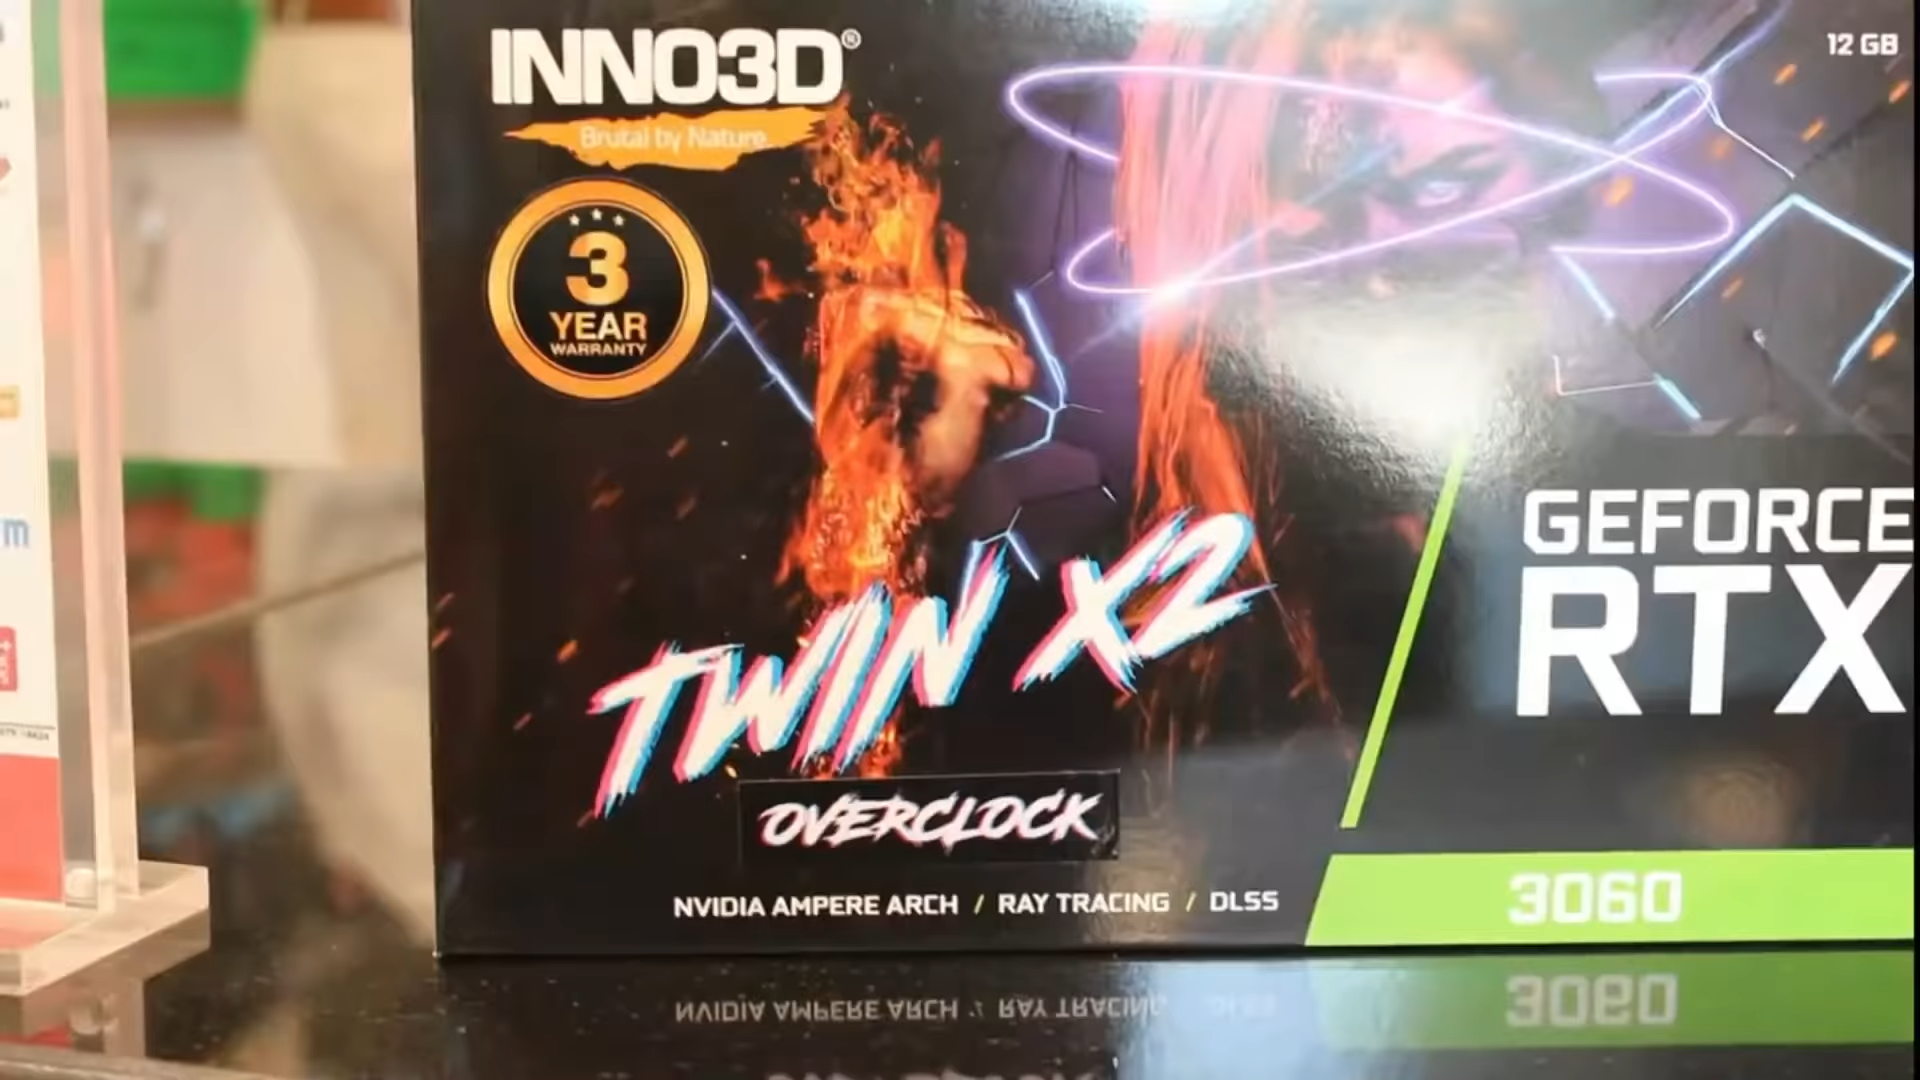 INNO3D®
12 GB
Brutal by Nature
3
YEAR
WARRANTY
GEFORCE
RTX
TWIN X2
OVERCLOCK
NVIDIA AMPERE ARCH / RAY TRACING / DLSS
3060